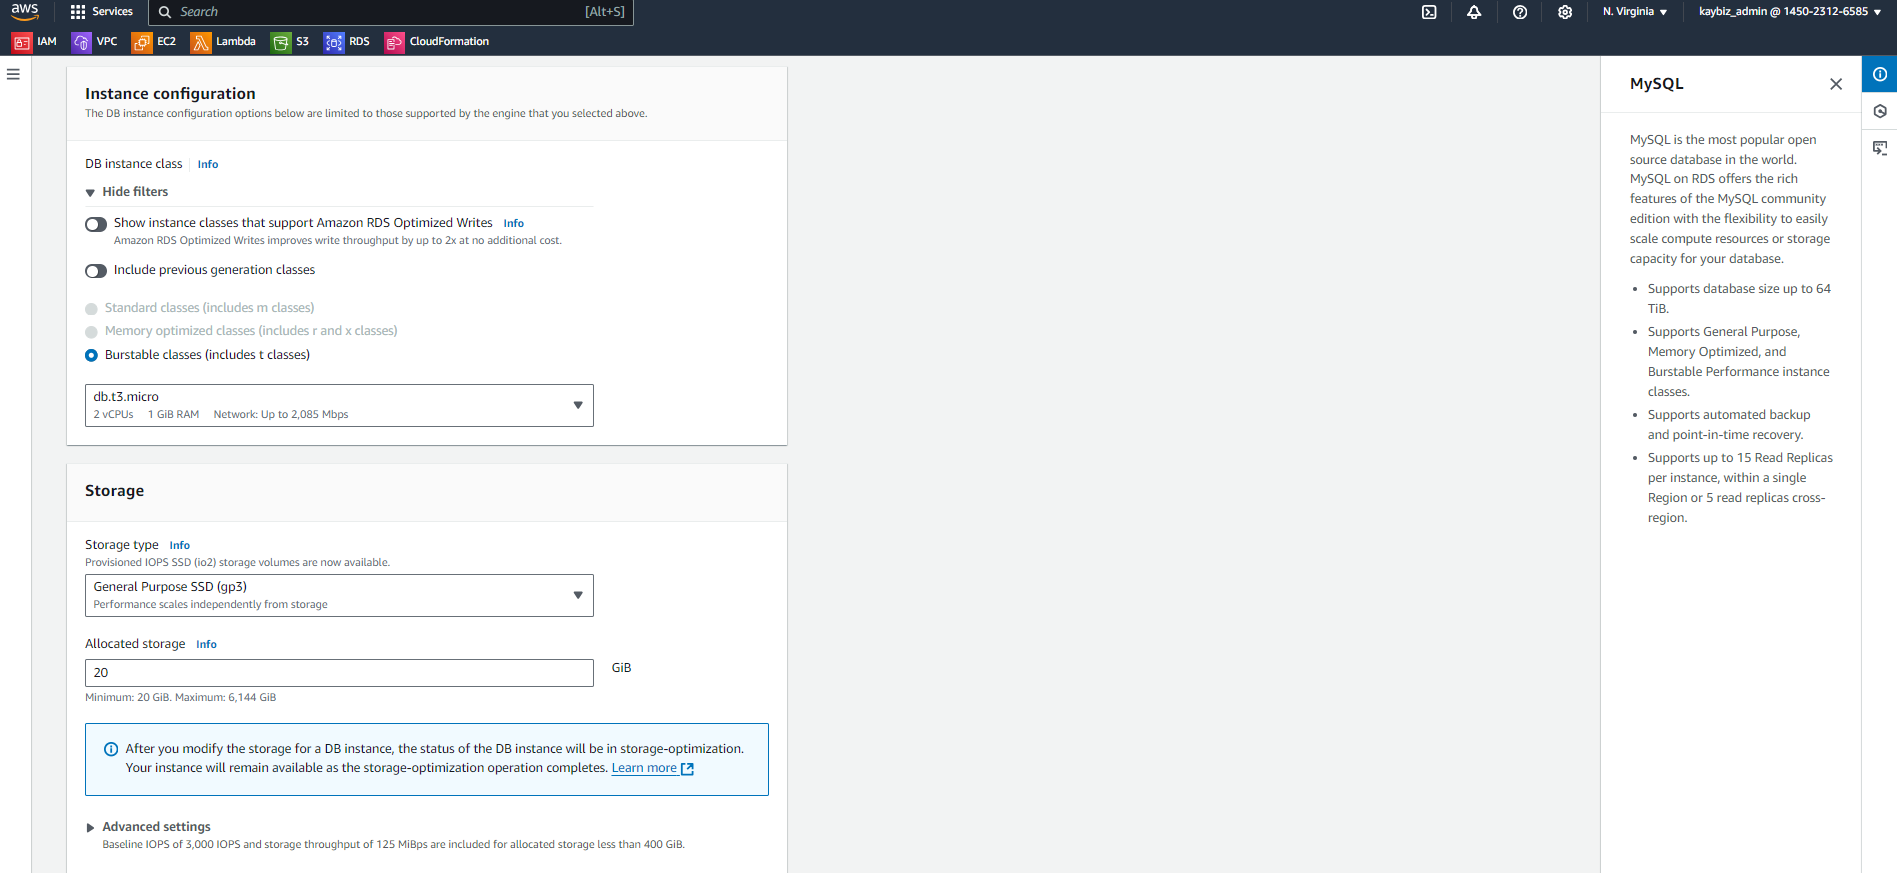 aws
Services
Search
[Alt+S]
N. Virginia
kaybiz_admin @ 1450-2312-6585
IAM
VPC
EC2
Lambda
S3
RDS
CloudFormation
Instance configuration
The DB instance configuration options below are limited to those supported by the engine that you selected above.
DB instance class
Info
Hide filters
Show instance classes that support Amazon RDS Optimized Writes
Info
Amazon RDS Optimized Writes improves write throughput by up to 2x at no additional cost.
Include previous generation classes
Standard classes (includes m classes)
Memory optimized classes (includes r and x classes)
Burstable classes (includes t classes)
db.t3.micro
2 vCPUs 1 GiB RAM Network: Up to 2,085 Mbps
Storage
Storage type
Info
Provisioned IOPS SSD (io2) storage volumes are now available.
General Purpose SSD (gp3)
Performance scales independently from storage
Allocated storage
Info
20
GiB
Minimum: 20 GiB. Maximum: 6,144 GiB
After you modify the storage for a DB instance, the status of the DB instance will be in storage-optimization.
Your instance will remain available as the storage-optimization operation completes. Learn more
Advanced settings
Baseline IOPS of 3,000 IOPS and storage throughput of 125 MiBps are included for allocated storage less than 400 GiB.
MySQL
MySQL is the most popular open
source database in the world.
MySQL on RDS offers the rich
features of the MySQL community
edition with the flexibility to easily
scale compute resources or storage
capacity for your database.
• Supports database size up to 64
TiB.
• Supports General Purpose,
Memory Optimized, and
Burstable Performance instance
classes.
• Supports automated backup
and point-in-time recovery.
• Supports up to 15 Read Replicas
per instance, within a single
Region or 5 read replicas cross-
region.